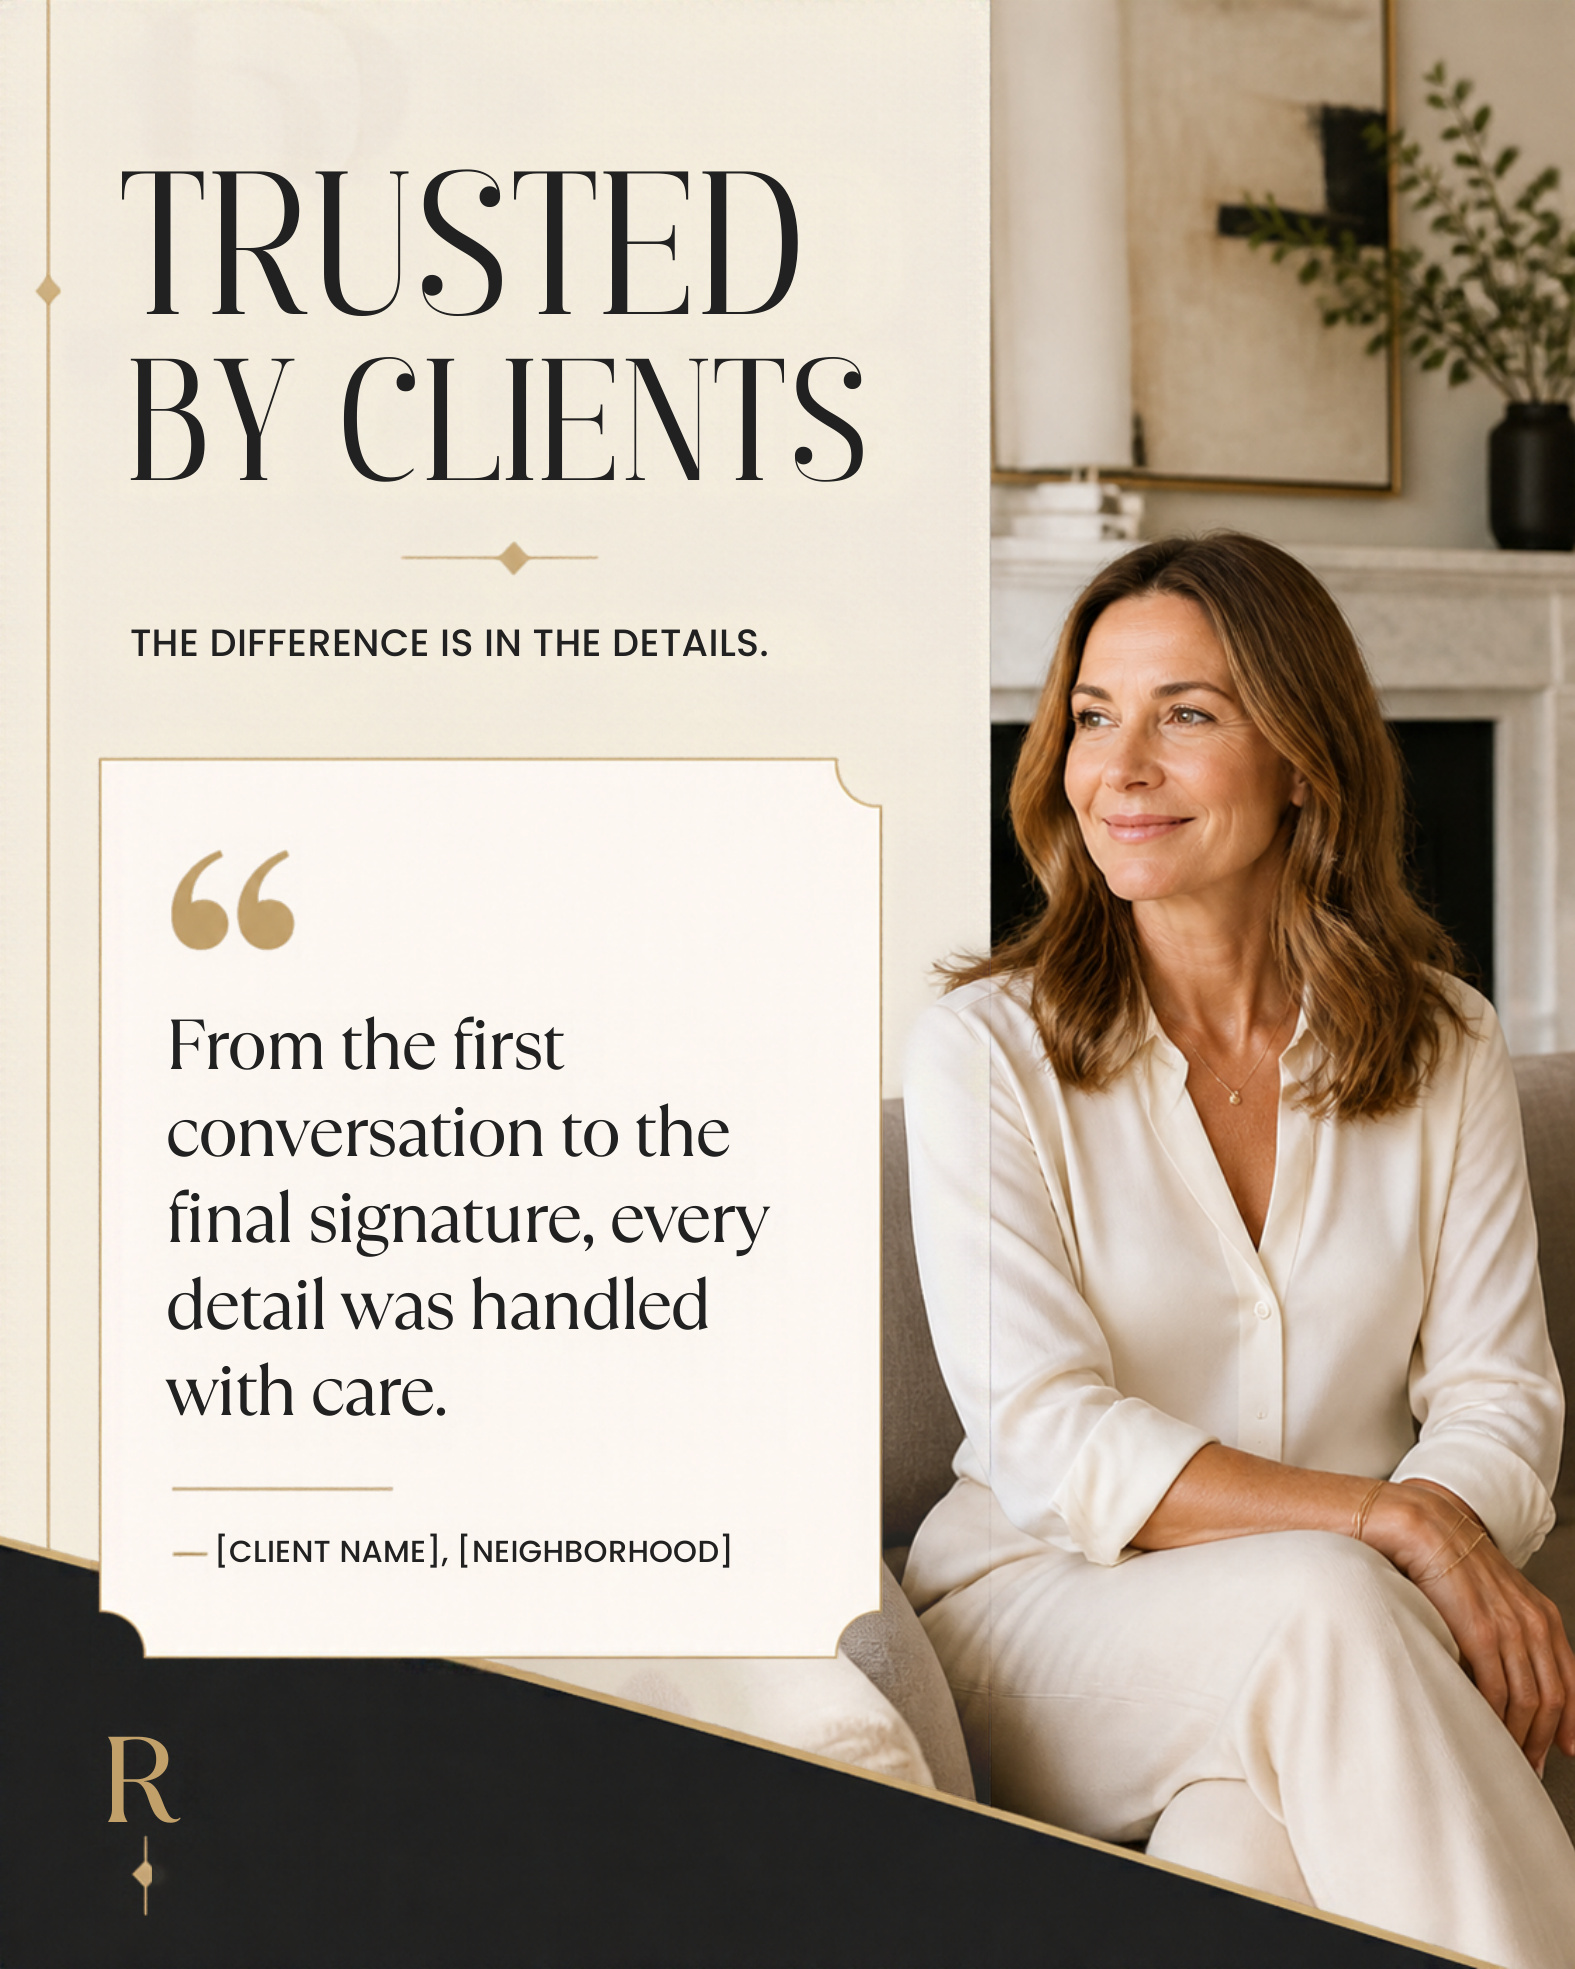 TRUSTED
BY CLIENTS
THE DIFFERENCE IS IN THE DETAILS.
“
From the first
conversation to the
final signature, every
detail was handled
with care.
— [CLIENT NAME], [NEIGHBORHOOD]
R